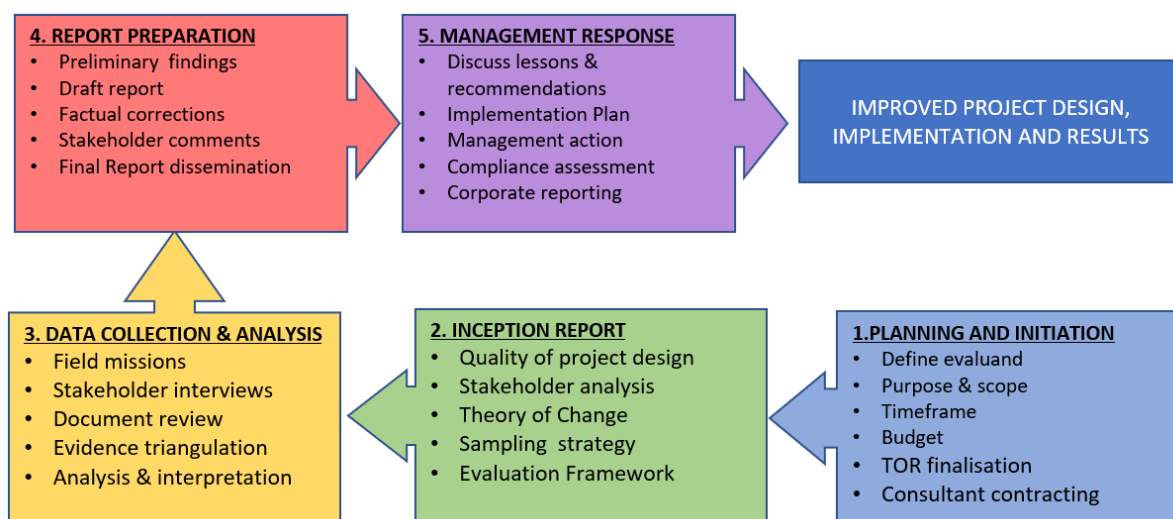 4. REPORT PREPARATION
• Preliminary findings
• Draft report
• Factual corrections
• Stakeholder comments
• Final Report dissemination
5. MANAGEMENT RESPONSE
• Discuss lessons &
recommendations
• Implementation Plan
• Management action
• Compliance assessment
• Corporate reporting
IMPROVED PROJECT DESIGN,
IMPLEMENTATION AND RESULTS
3. DATA COLLECTION & ANALYSIS
• Field missions
• Stakeholder interviews
• Document review
• Evidence triangulation
• Analysis & interpretation
2. INCEPTION REPORT
• Quality of project design
• Stakeholder analysis
• Theory of Change
• Sampling strategy
• Evaluation Framework
1.PLANNING AND INITIATION
• Define evaluand
• Purpose & scope
• Timeframe
• Budget
• TOR finalisation
• Consultant contracting